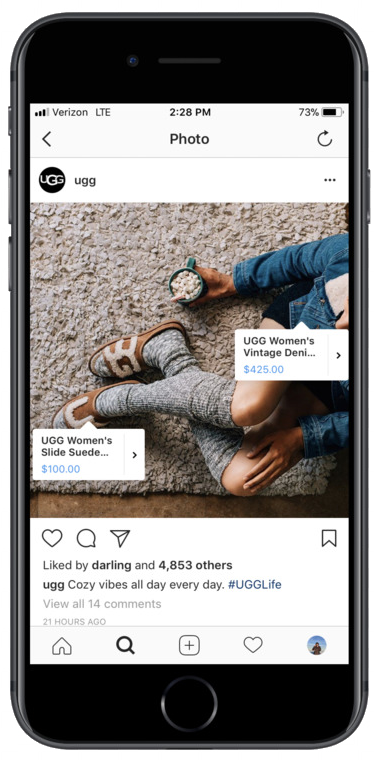 Verizon LTE 2:28 PM 73%
Photo
UGG ugg
UGG Women's
Vintage Deni...
$425.00
UGG Women's
Slide Suede...
$100.00
Liked by darling and 4,853 others
ugg Cozy vibes all day every day. #UGGLife
View all 14 comments
21 HOURS AGO